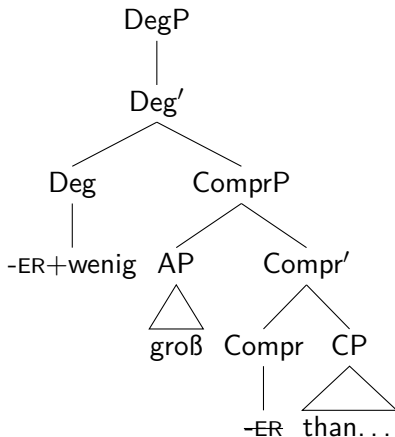 DegP
Deg′
Deg ComprP
-ER+wenig AP Compr′
groß Compr CP
-ER than...